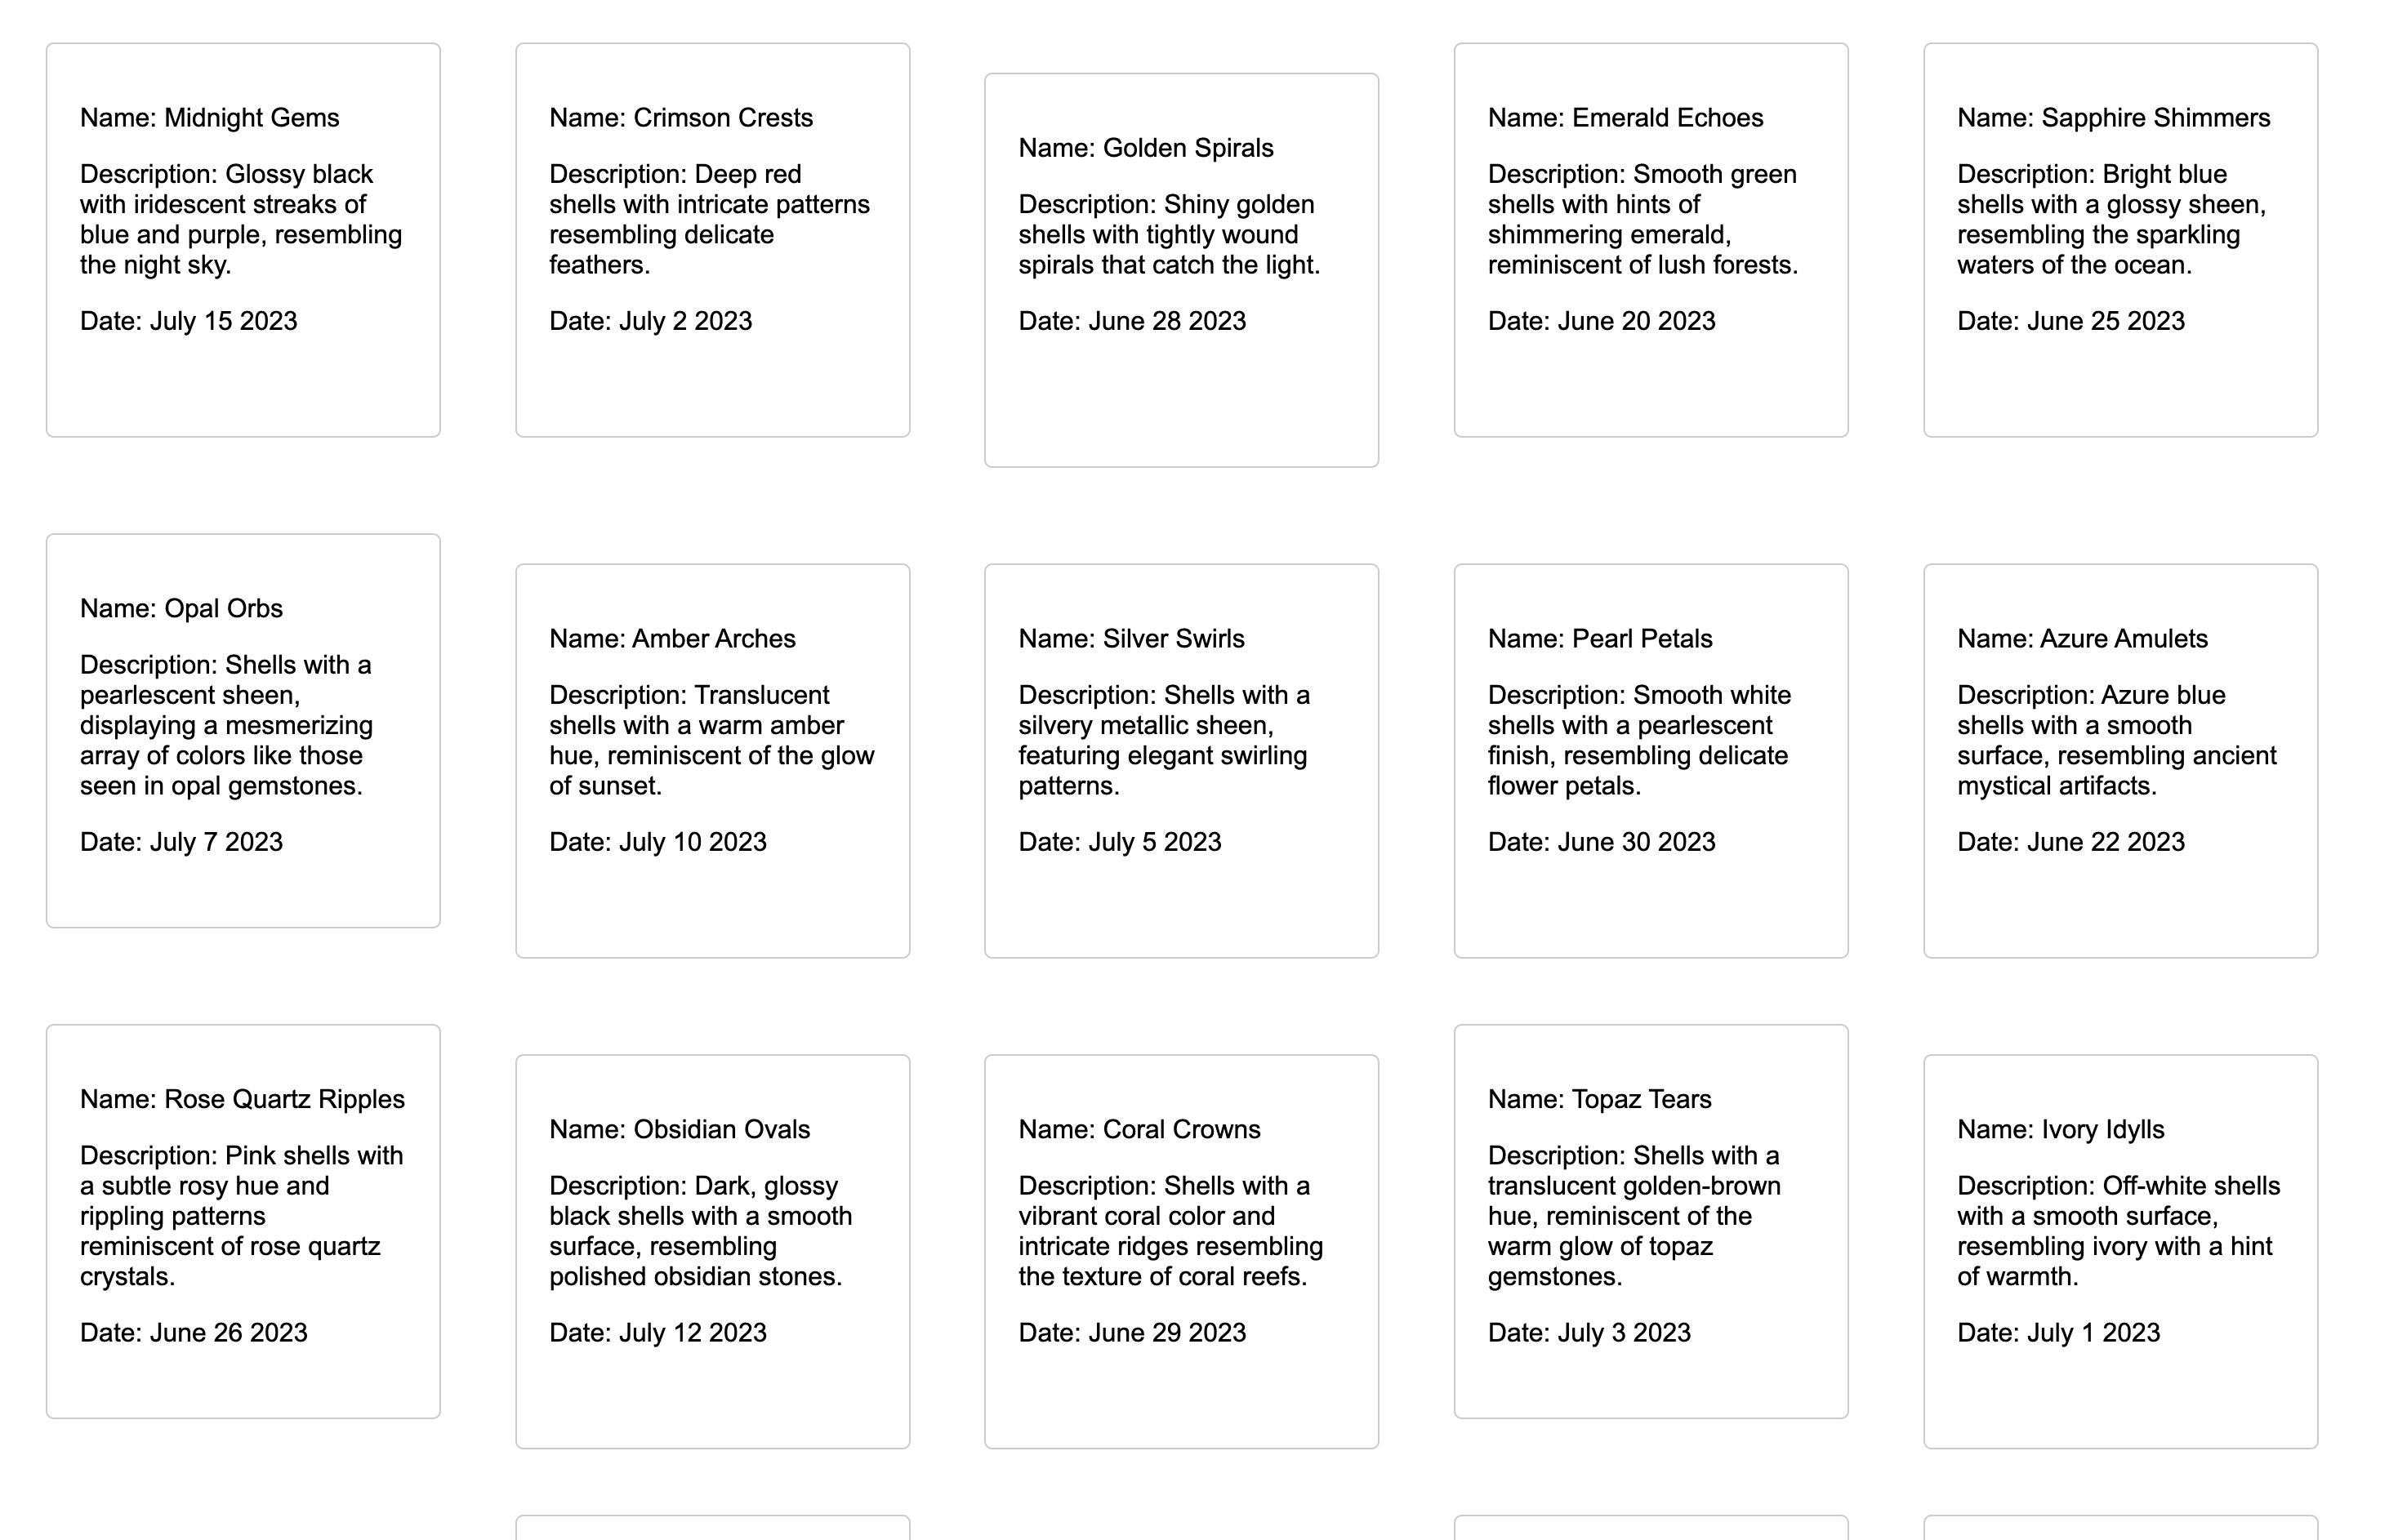 Name: Midnight Gems
Description: Glossy black
with iridescent streaks of
blue and purple, resembling
the night sky.
Date: July 15 2023
Name: Crimson Crests
Description: Deep red
shells with intricate patterns
resembling delicate
feathers.
Date: July 2 2023
Name: Golden Spirals
Description: Shiny golden
shells with tightly wound
spirals that catch the light.
Date: June 28 2023
Name: Emerald Echoes
Description: Smooth green
shells with hints of
shimmering emerald,
reminiscent of lush forests.
Date: June 20 2023
Name: Sapphire Shimmers
Description: Bright blue
shells with a glossy sheen,
resembling the sparkling
waters of the ocean.
Date: June 25 2023
Name: Opal Orbs
Description: Shells with a
pearlescent sheen,
displaying a mesmerizing
array of colors like those
seen in opal gemstones.
Date: July 7 2023
Name: Amber Arches
Description: Translucent
shells with a warm amber
hue, reminiscent of the glow
of sunset.
Date: July 10 2023
Name: Silver Swirls
Description: Shells with a
silvery metallic sheen,
featuring elegant swirling
patterns.
Date: July 5 2023
Name: Pearl Petals
Description: Smooth white
shells with a pearlescent
finish, resembling delicate
flower petals.
Date: June 30 2023
Name: Azure Amulets
Description: Azure blue
shells with a smooth
surface, resembling ancient
mystical artifacts.
Date: June 22 2023
Name: Rose Quartz Ripples
Description: Pink shells with
a subtle rosy hue and
rippling patterns
reminiscent of rose quartz
crystals.
Date: June 26 2023
Name: Obsidian Ovals
Description: Dark, glossy
black shells with a smooth
surface, resembling
polished obsidian stones.
Date: July 12 2023
Name: Coral Crowns
Description: Shells with a
vibrant coral color and
intricate ridges resembling
the texture of coral reefs.
Date: June 29 2023
Name: Topaz Tears
Description: Shells with a
translucent golden-brown
hue, reminiscent of the
warm glow of topaz
gemstones.
Date: July 3 2023
Name: Ivory Idylls
Description: Off-white shells
with a smooth surface,
resembling ivory with a hint
of warmth.
Date: July 1 2023